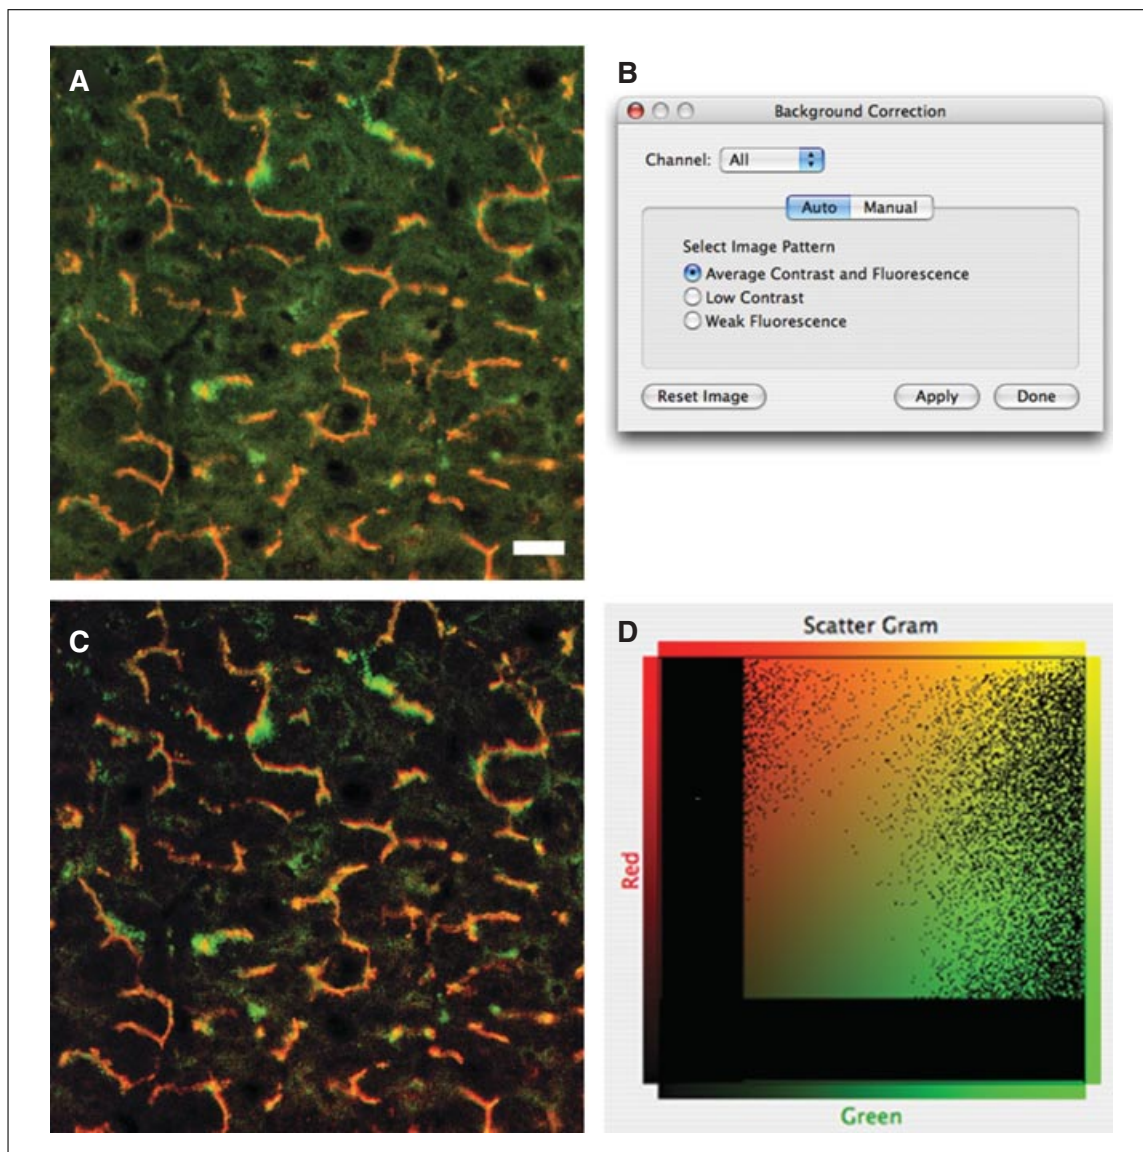 A
B
Background Correction
Channel: All
Auto Manual
Select Image Pattern
Average Contrast and Fluorescence
Low Contrast
Weak Fluorescence
Reset Image Apply Done
C
D
Scatter Gram
Red
Green